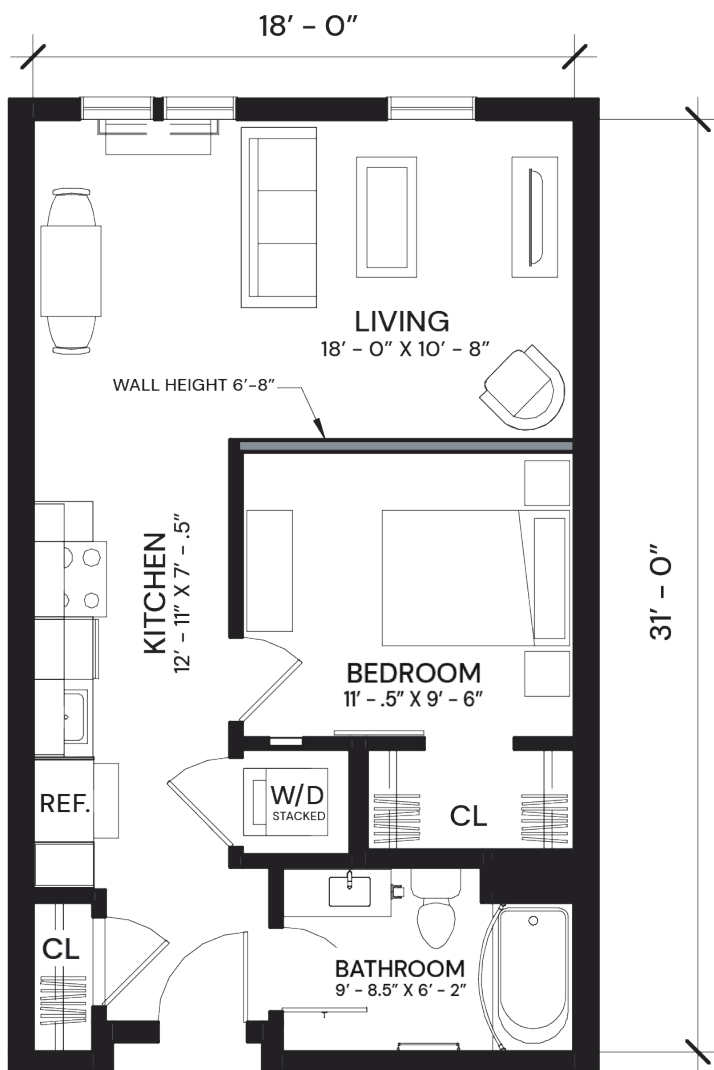 18’ - 0”
LIVING
18’ - 0” X 10’ - 8”
WALL HEIGHT 6’-8”
KITCHEN
12’ - 11” X 7’ - .5”
31’ - 0”
BEDROOM
11’ - .5” X 9’ - 6”
REF.
W/D
STACKED
CL
CL
BATHROOM
9’ - 8.5” X 6’ - 2”